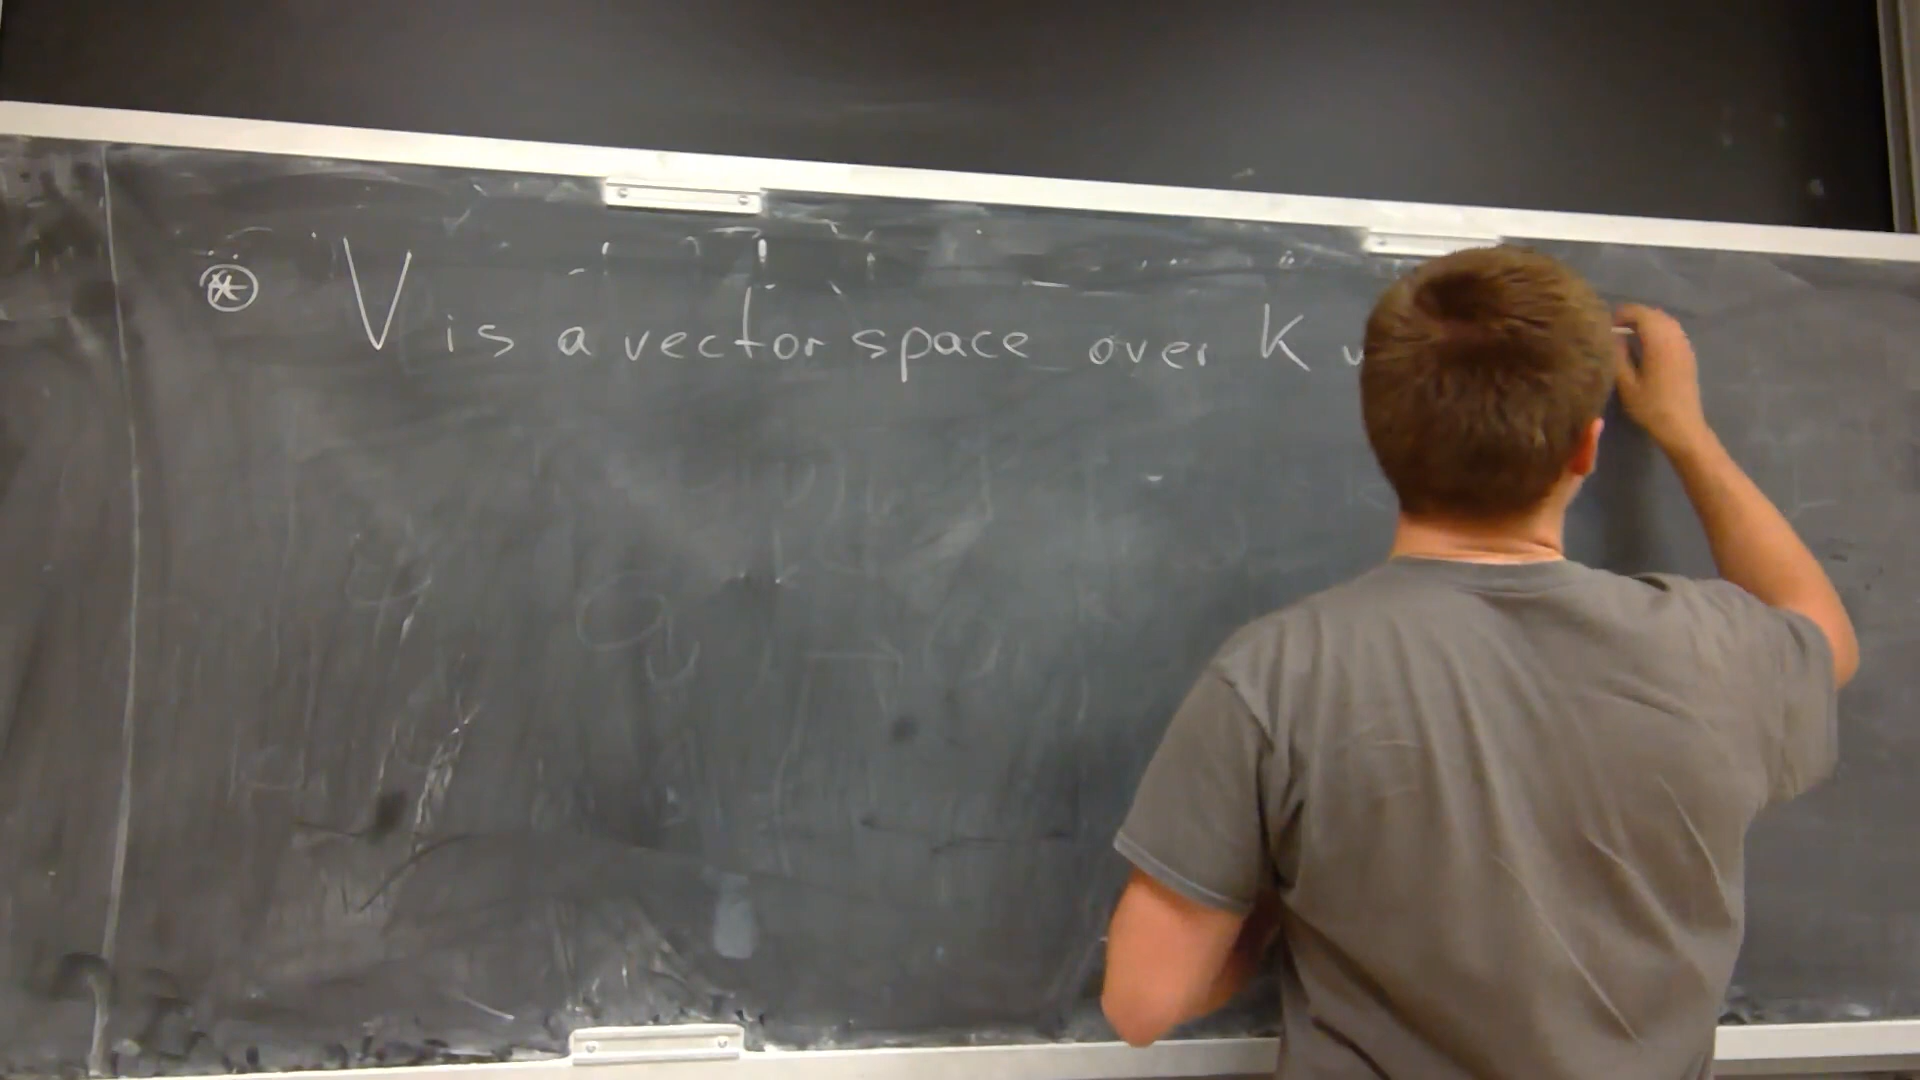 ⊛ V is a vector space over K